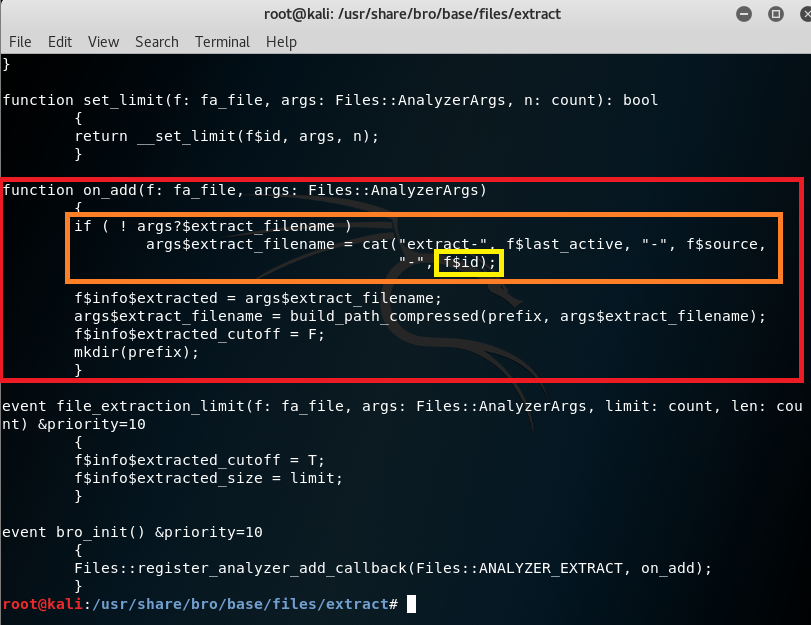 root@kali: /usr/share/bro/base/files/extract
File Edit View Search Terminal Help
}
function set_limit(f: fa_file, args: Files::AnalyzerArgs, n: count): bool
{
return __set_limit(f$id, args, n);
}
function on_add(f: fa_file, args: Files::AnalyzerArgs)
{
if ( ! args?$extract_filename )
args$extract_filename = cat("extract-", f$last_active, "-", f$source,
"-", f$id);
f$info$extracted = args$extract_filename;
args$extract_filename = build_path_compressed(prefix, args$extract_filename);
f$info$extracted_cutoff = F;
mkdir(prefix);
}
event file_extraction_limit(f: fa_file, args: Files::AnalyzerArgs, limit: count, len: cou
nt) &priority=10
{
f$info$extracted_cutoff = T;
f$info$extracted_size = limit;
}
event bro_init() &priority=10
{
Files::register_analyzer_add_callback(Files::ANALYZER_EXTRACT, on_add);
}
root@kali:/usr/share/bro/base/files/extract#